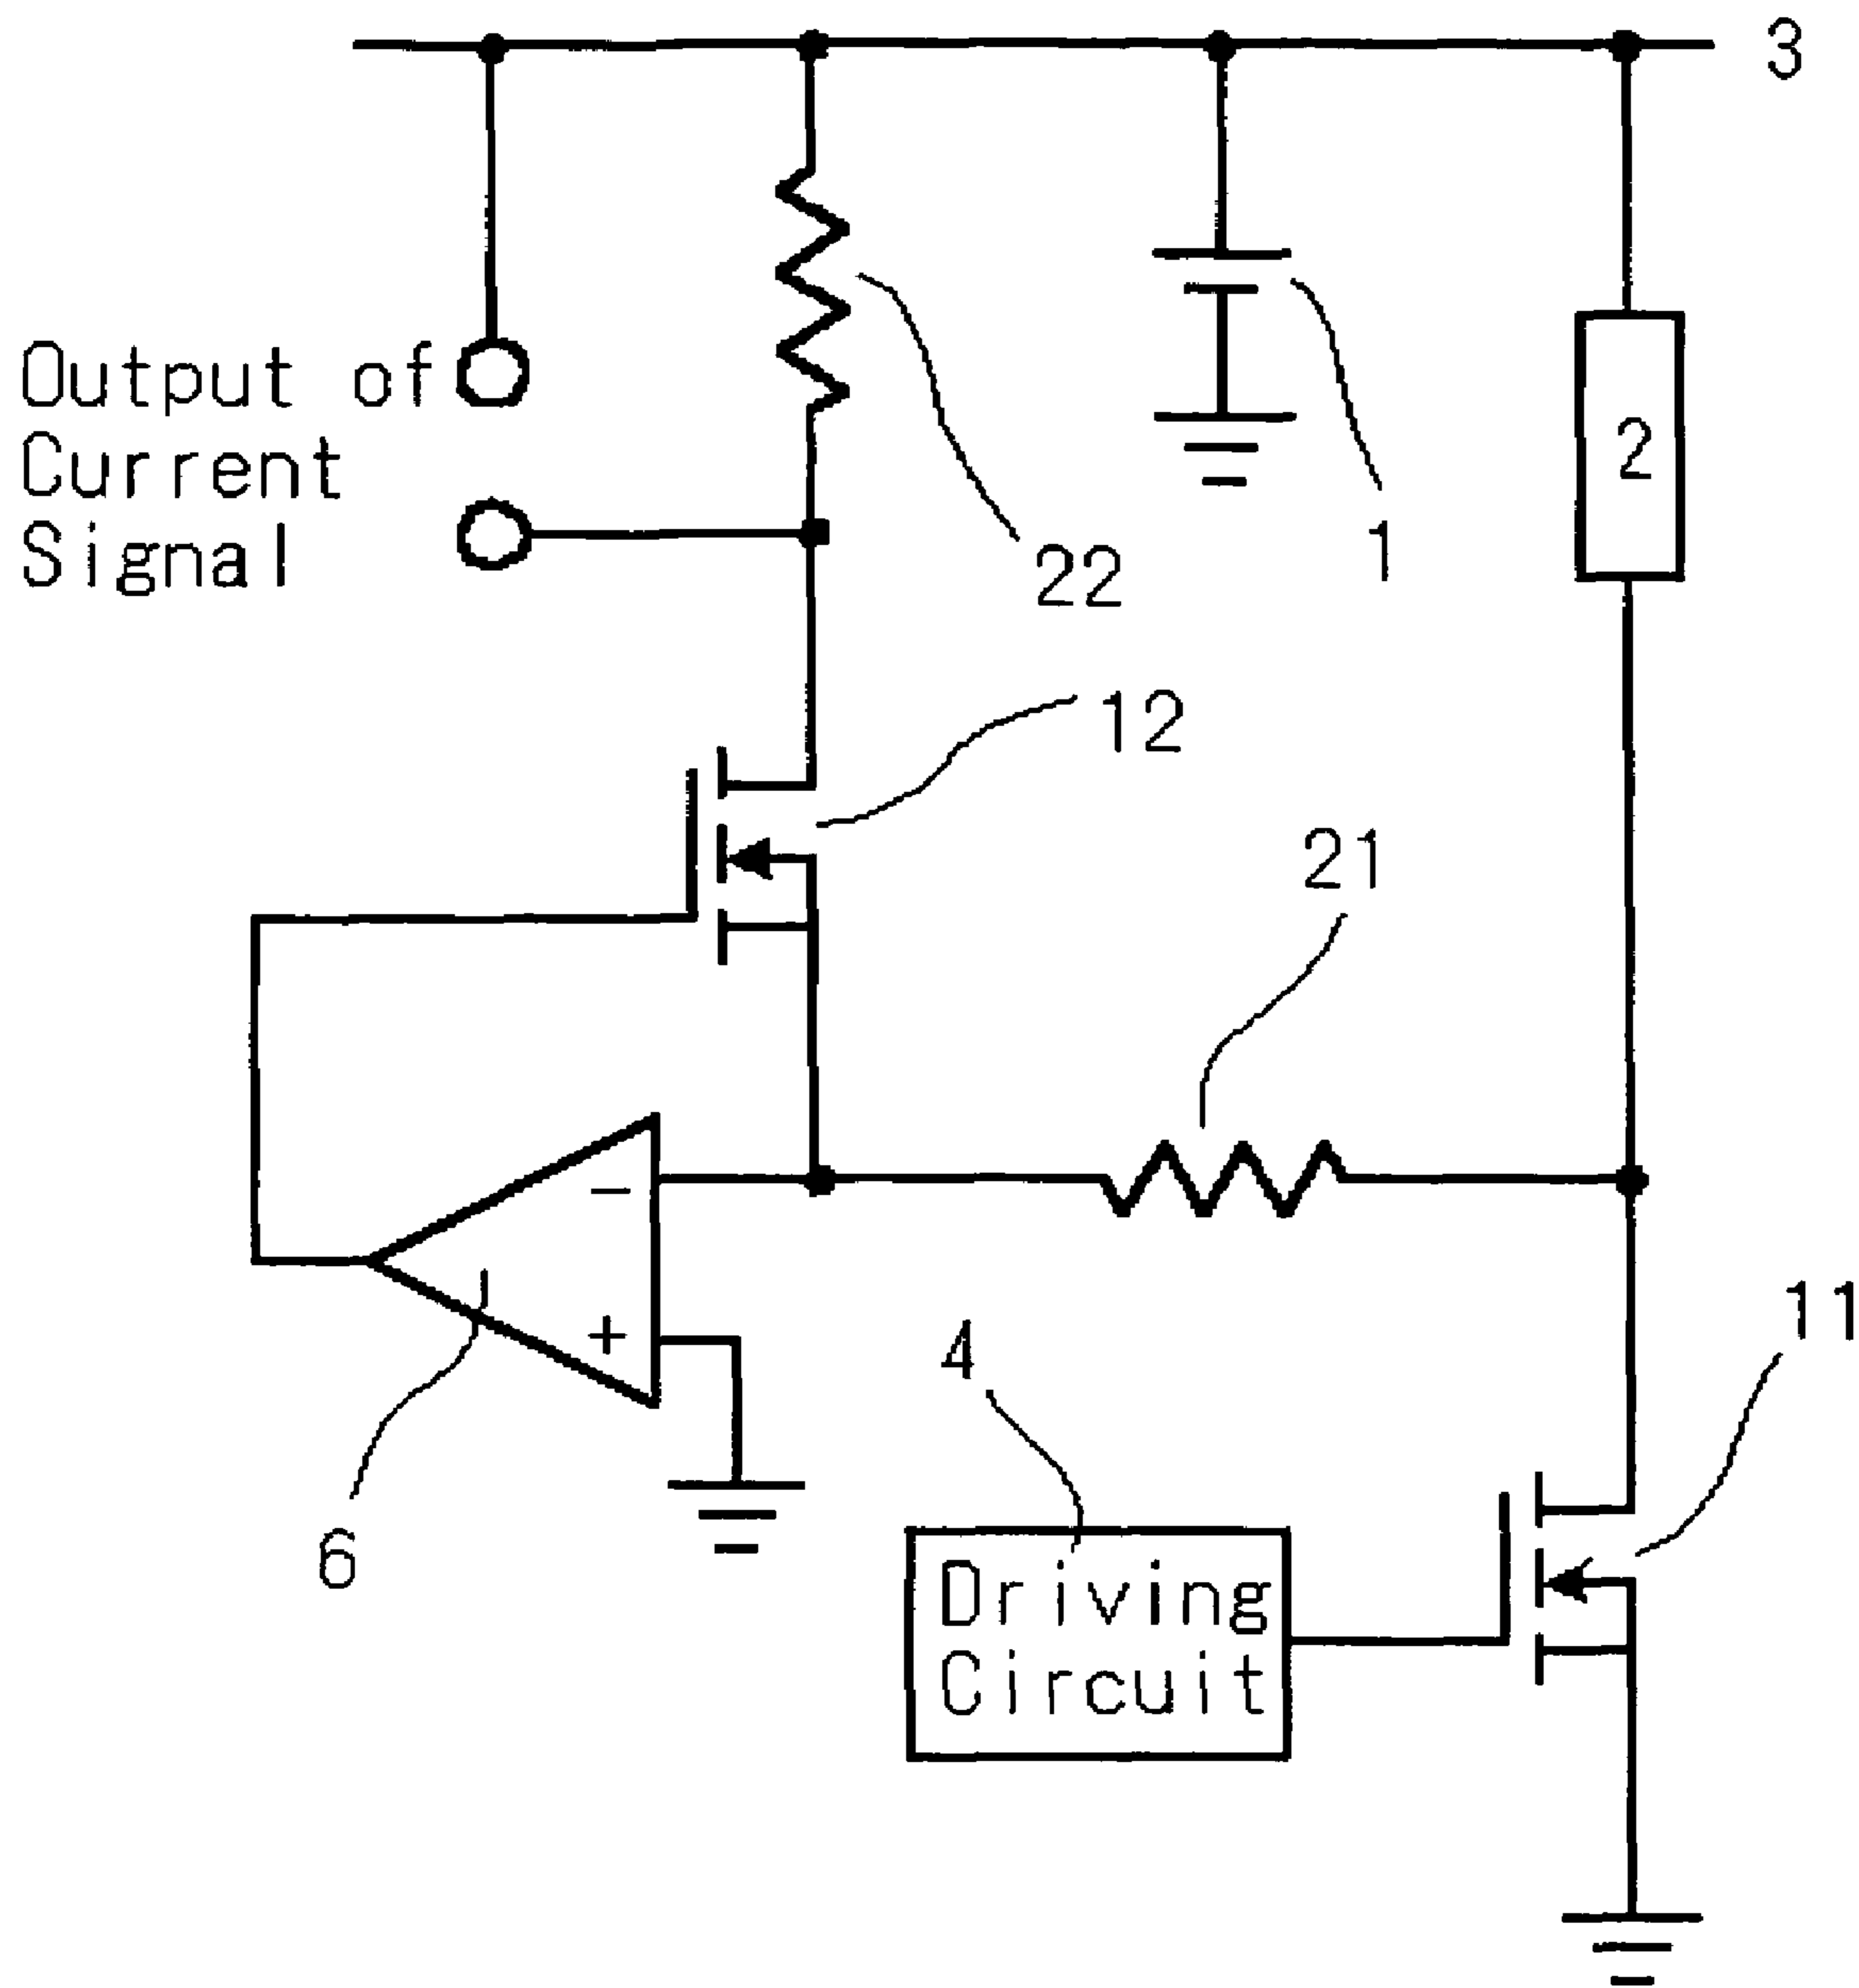 3
Output of
Current
Signal
2
22
1
12
21
-
+
4
11
6
Driving
Circuit